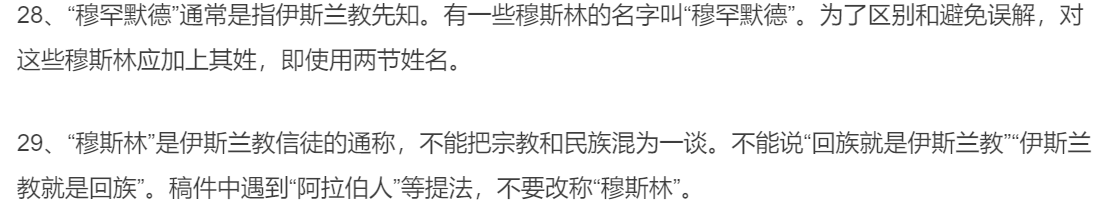 28、“穆罕默德”通常是指伊斯兰教先知。有一些穆斯林的名字叫“穆罕默德”。为了区别和避免误解，对
这些穆斯林应加上其姓，即使用两节姓名。
29、“穆斯林”是伊斯兰教信徒的通称，不能把宗教和民族混为一谈。不能说“回族就是伊斯兰教”“伊斯兰
教就是回族”。稿件中遇到“阿拉伯人”等提法，不要改称“穆斯林”。